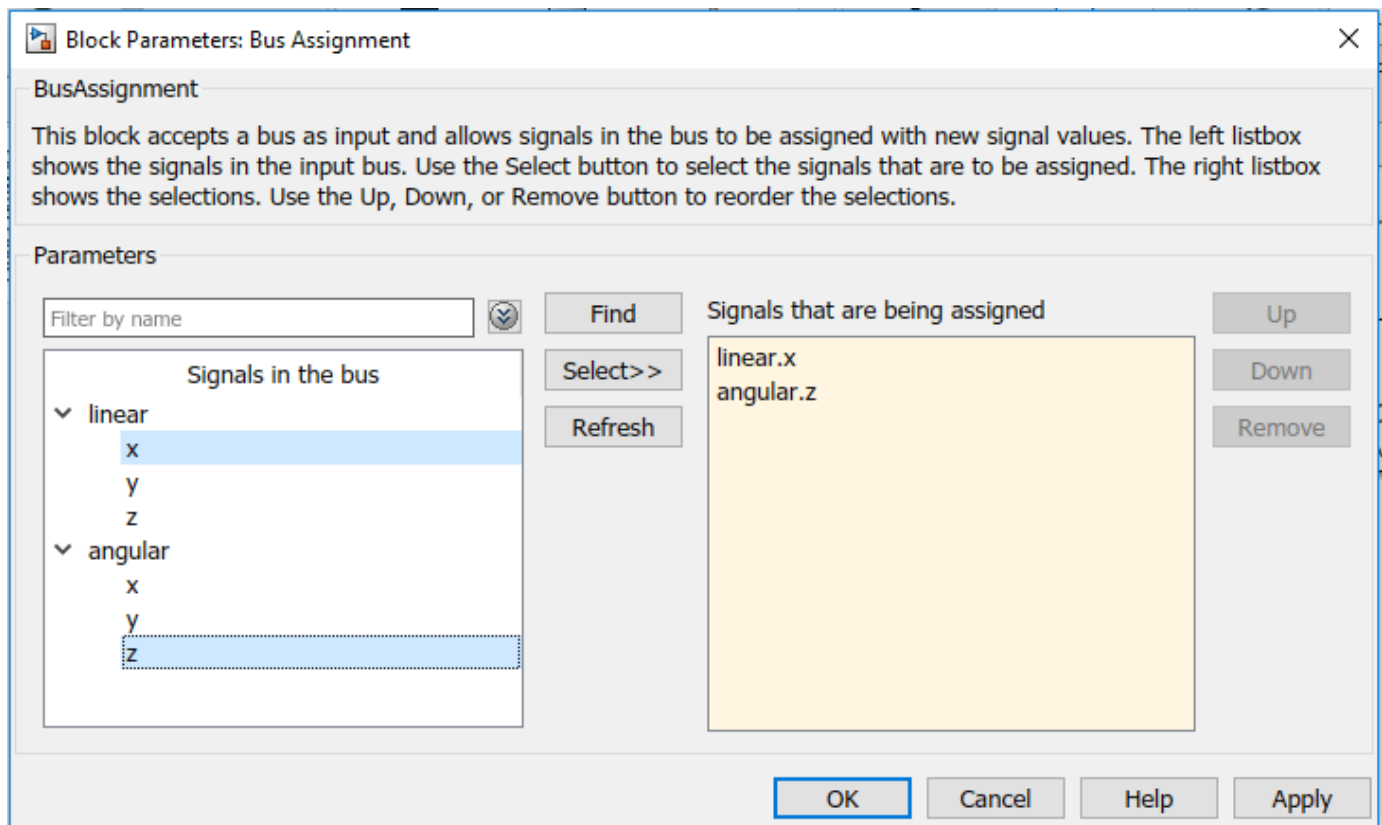 Block Parameters: Bus Assignment
BusAssignment
This block accepts a bus as input and allows signals in the bus to be assigned with new signal values. The left listbox
shows the signals in the input bus. Use the Select button to select the signals that are to be assigned. The right listbox
shows the selections. Use the Up, Down, or Remove button to reorder the selections.
Parameters
Filter by name
Find
Signals that are being assigned
Up
Signals in the bus
Select>>
linear.x
Down
angular.z
linear
Refresh
Remove
x
y
z
angular
x
y
z
OK
Cancel
Help
Apply